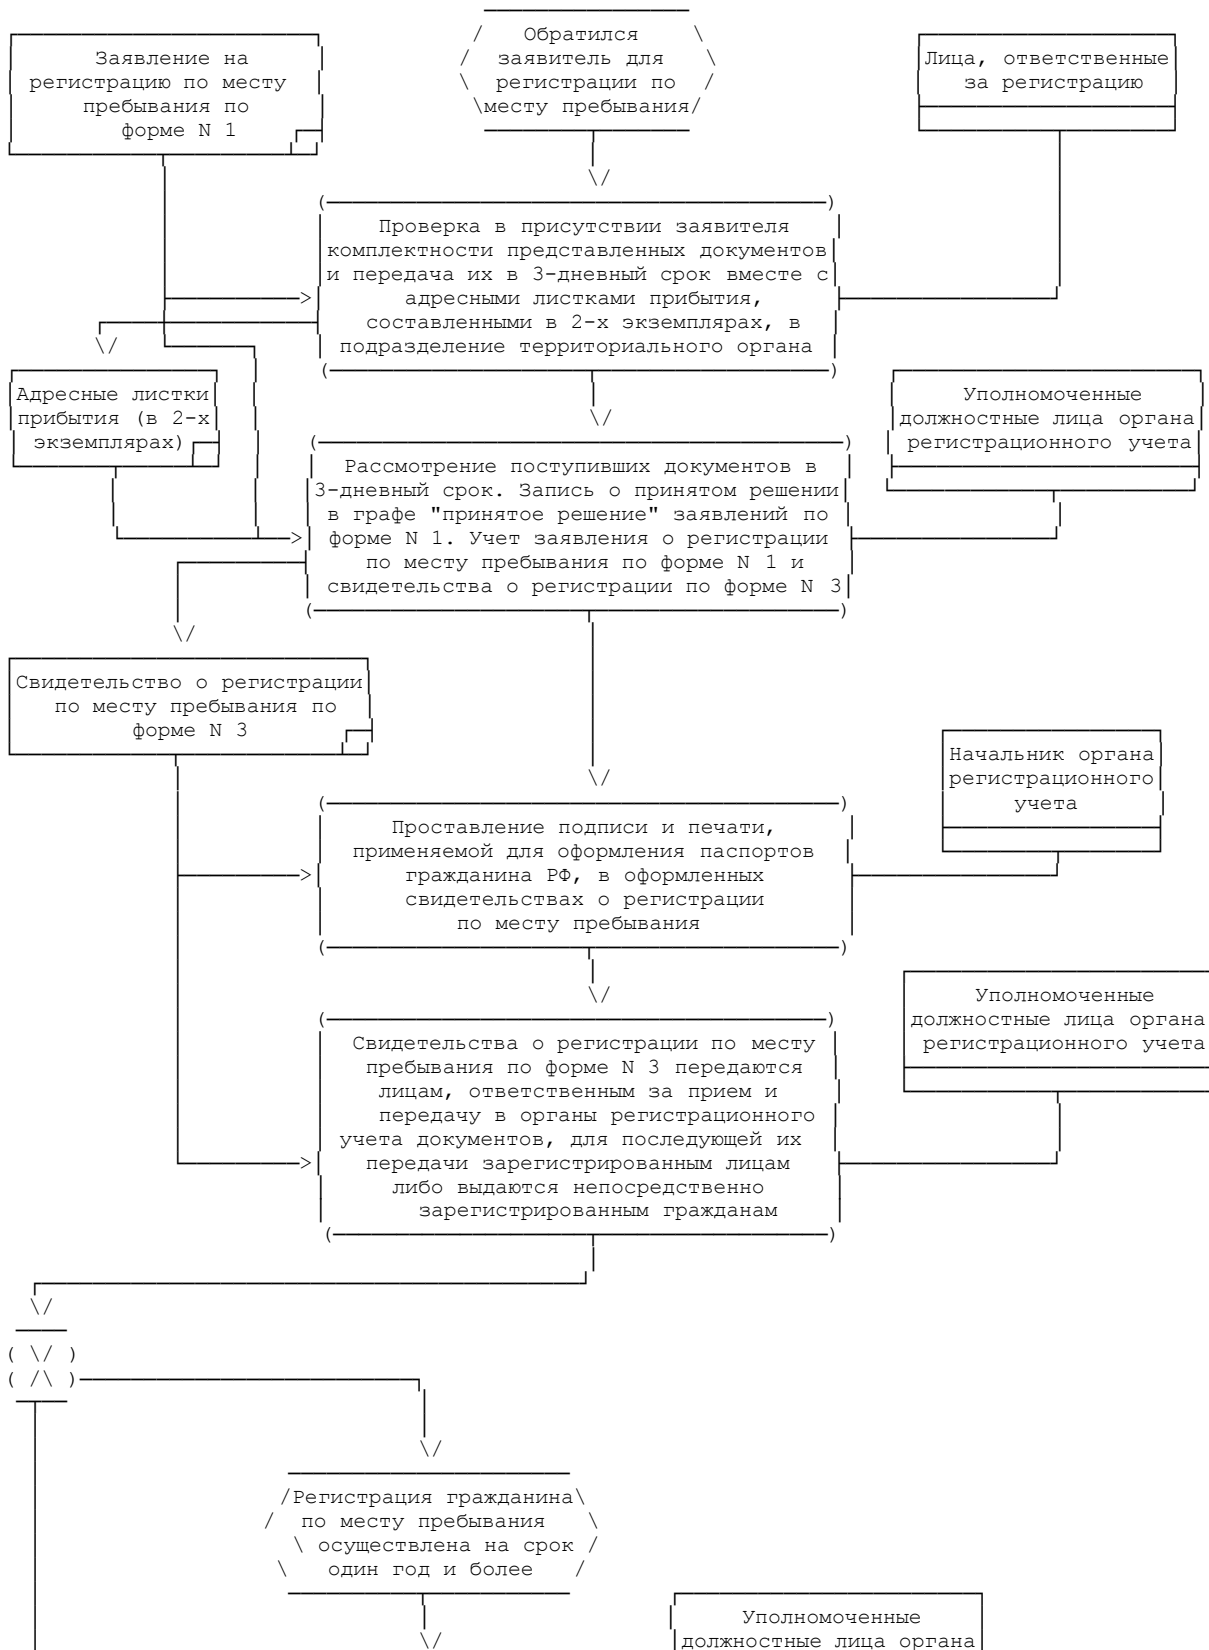 Обратился
заявитель для
регистрации по
месту пребывания
Заявление на
регистрацию по месту
пребывания по
форме N 1
Лица, ответственные
за регистрацию
Проверка в присутствии заявителя
комплектности представленных документов
и передача их в 3-дневный срок вместе с
адресными листками прибытия,
составленными в 2-х экземплярах, в
подразделение территориального органа
Адресные листки
прибытия (в 2-х
экземплярах)
Уполномоченные
должностные лица органа
регистрационного учета
Рассмотрение поступивших документов в
3-дневный срок. Запись о принятом решении
в графе "принятое решение" заявлений по
форме N 1. Учет заявления о регистрации
по месту пребывания по форме N 1 и
свидетельства о регистрации по форме N 3
Свидетельство о регистрации
по месту пребывания по
форме N 3
Начальник органа
регистрационного
учета
Проставление подписи и печати,
применяемой для оформления паспортов
гражданина РФ, в оформленных
свидетельствах о регистрации
по месту пребывания
Уполномоченные
должностные лица органа
регистрационного учета
Свидетельства о регистрации по месту
пребывания по форме N 3 передаются
лицам, ответственным за прием и
передачу в органы регистрационного
учета документов, для последующей их
передачи зарегистрированным лицам
либо выдаются непосредственно
зарегистрированным гражданам
Регистрация гражданина
по месту пребывания
осуществлена на срок
один год и более
Уполномоченные
должностные лица органа